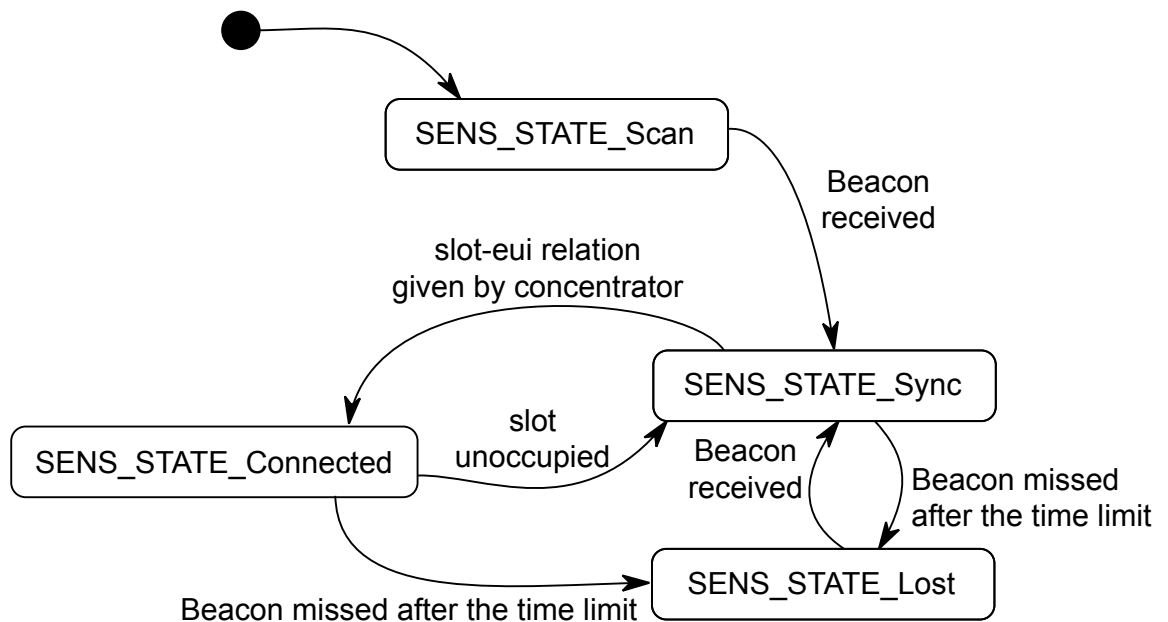 SENS_STATE_Scan
Beacon
received
slot-eui relation
given by concentrator
SENS_STATE_Sync
slot
unoccupied
SENS_STATE_Connected
Beacon
received
Beacon missed
after the time limit
SENS_STATE_Lost
Beacon missed after the time limit